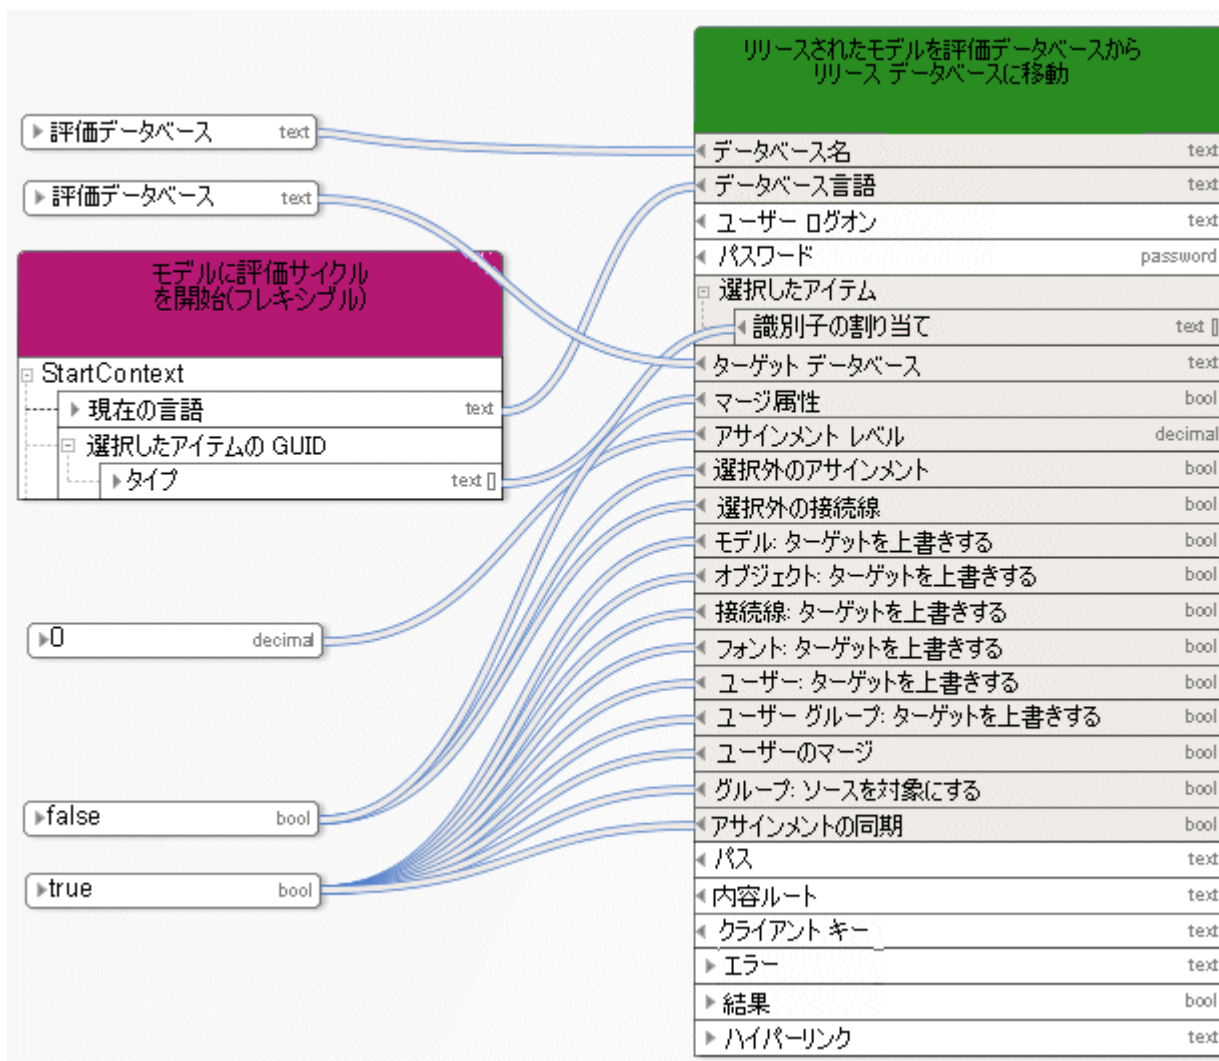 評価データベース text
評価データベース text
モデルに評価サイクル
を開始(フレキシブル)
StartContext
現在の言語 text
選択したアイテムの GUID
タイプ text []
0 decimal
false bool
true bool
リリースされたモデルを評価データベースから
リリース データベースに移動
データベース名 text
データベース言語 text
ユーザー ログオン text
パスワード password
選択したアイテム
識別子の割り当て text []
ターゲット データベース text
マージ属性 bool
アサインメント レベル decimal
選択外のアサインメント bool
選択外の接続線 bool
モデル: ターゲットを上書きする bool
オブジェクト: ターゲットを上書きする bool
接続線: ターゲットを上書きする bool
フォント: ターゲットを上書きする bool
ユーザー: ターゲットを上書きする bool
ユーザー グループ: ターゲットを上書きする bool
ユーザーのマージ bool
グループ: ソースを対象にする bool
アサインメントの同期 bool
パス text
内容ルート text
クライアント キー text
エラー text
結果 bool
ハイパーリンク text